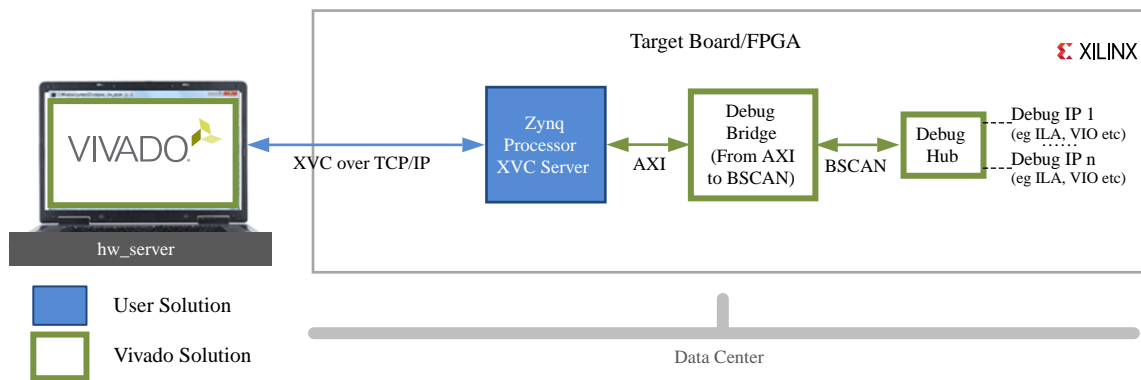 Target Board/FPGA
XILINX
VIVADO
XVC over TCP/IP
Zynq
Processor
XVC Server
AXI
Debug
Bridge
(From AXI
to BSCAN)
BSCAN
Debug
Hub
Debug IP 1
(eg ILA, VIO etc)
......
Debug IP n
(eg ILA, VIO etc)
hw_server
User Solution
Vivado Solution
Data Center